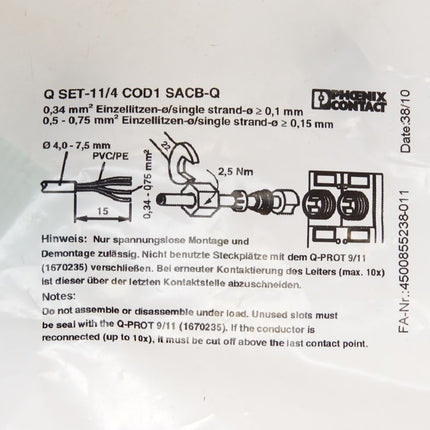 Q SET-11/4 COD1 SACB-Q
0,34 mm² Einzellitzen-ø/single strand-ø ≥ 0,1 mm
0,5 - 0,75 mm² Einzellitzen-ø/single strand-ø ≥ 0,15 mm
PHŒNIX
CONTACT
Ø 4,0 - 7,5 mm
PVC/PE
15
0,34 - 0,75 mm²
22
2,5 Nm
Hinweis: Nur spannungslose Montage und
Demontage zulässig. Nicht benutzte Steckplätze mit dem Q-PROT 9/11
(1670235) verschließen. Bei erneuter Kontaktierung des Leiters (max. 10x)
ist dieser über der letzten Kontaktstelle abzuschneiden.
Notes:
Do not assemble or disassemble under load. Unused slots must
be seal with the Q-PROT 9/11 (1670235). If the conductor is
reconnected (up to 10x), it must be cut off above the last contact point.
Date:38/10
FA-Nr.:4500855238-011